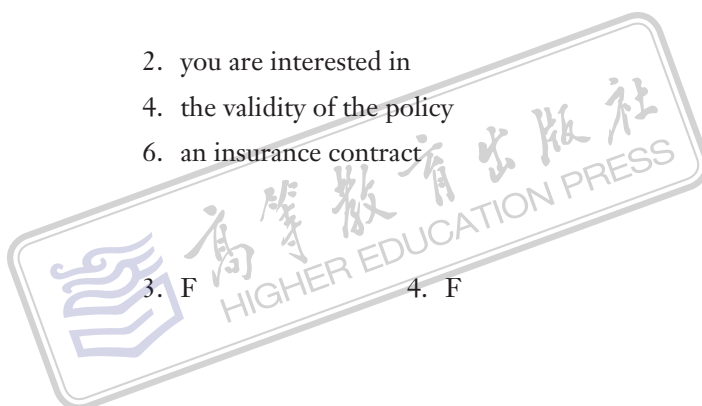 2. you are interested in
4. the validity of the policy
6. an insurance contract
高等教育出版社
HIGHER EDUCATION PRESS
3. F 4. F